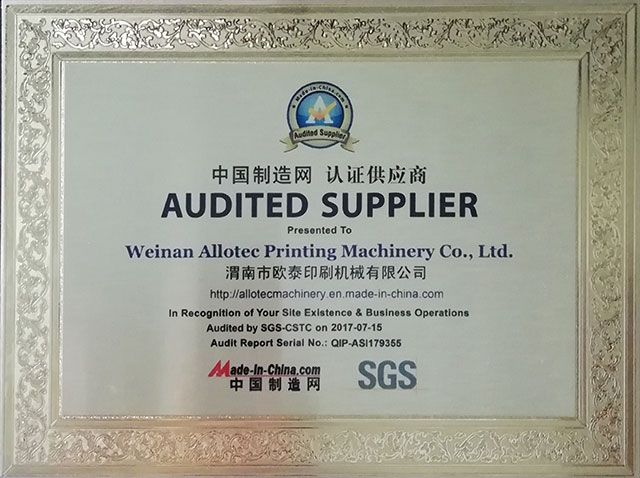 Made-in-China.com
Audited Supplier
中国制造网 认证供应商
AUDITED SUPPLIER
Presented To
Weinan Allotec Printing Machinery Co., Ltd.
渭南市欧泰印刷机械有限公司
http://allotecmachinery.en.made-in-china.com
In Recognition of Your Site Existence & Business Operations
Audited by SGS-CSTC on 2017-07-15
Audit Report Serial No.: QIP-ASI179355
Made-in-China.com
中国制造网
SGS